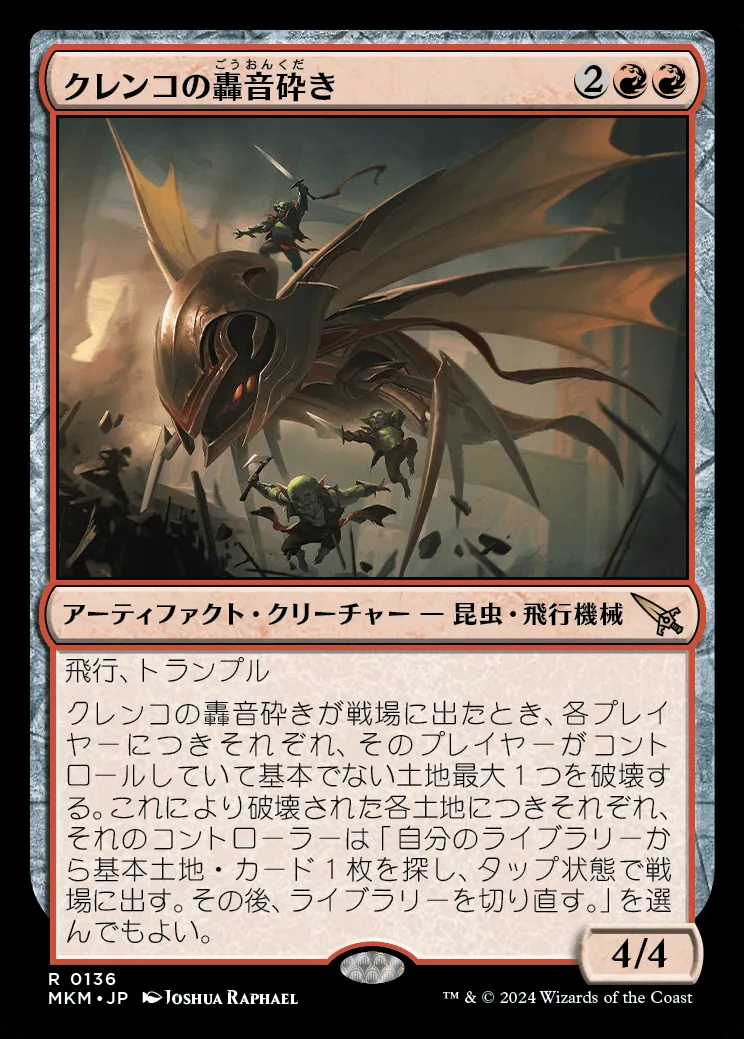 ごうおんくだ
クレンコの轟音砕き
2
アーティファクト・クリーチャー — 昆虫・飛行機械
飛行、トランプル
クレンコの轟音砕きが戦場に出たとき、各プレイ
ヤーにつきそれぞれ、そのプレイヤーがコント
ロールしていて基本でない土地最大1つを破壊す
る。これにより破壊された各土地につきそれぞれ、
それのコントローラーは「自分のライブラリーか
ら基本土地・カード1枚を探し、タップ状態で戦
場に出す。その後、ライブラリーを切り直す。」を選
んでもよい。
4/4
R 0136
MKM • JP Joshua Raphael
™ & © 2024 Wizards of the Coast